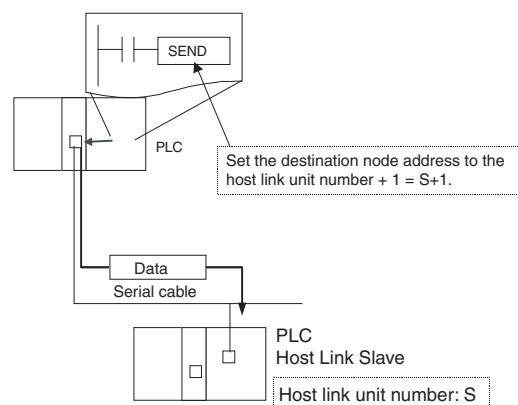 SEND
PLC
Set the destination node address to the
host link unit number + 1 = S+1.
Data
Serial cable
PLC
Host Link Slave
Host link unit number: S